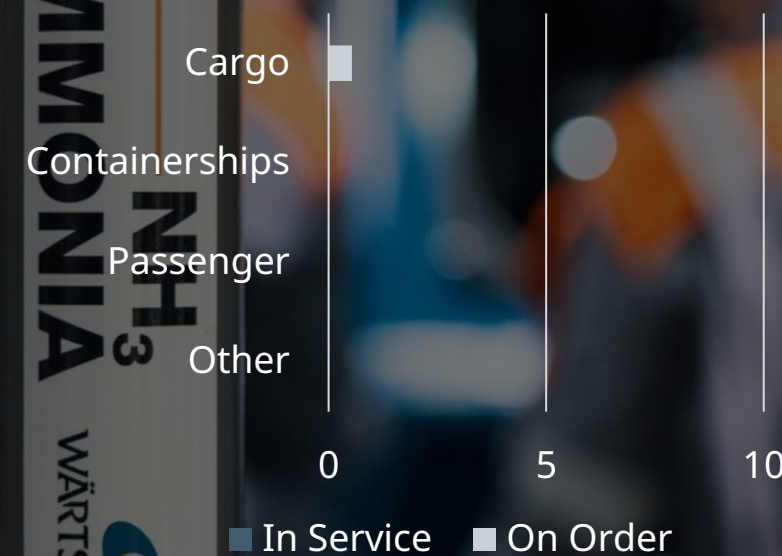 Cargo
Containerships
Passenger
Other
0 5 10
In Service On Order
MMONIA
NH3
WÄRTS